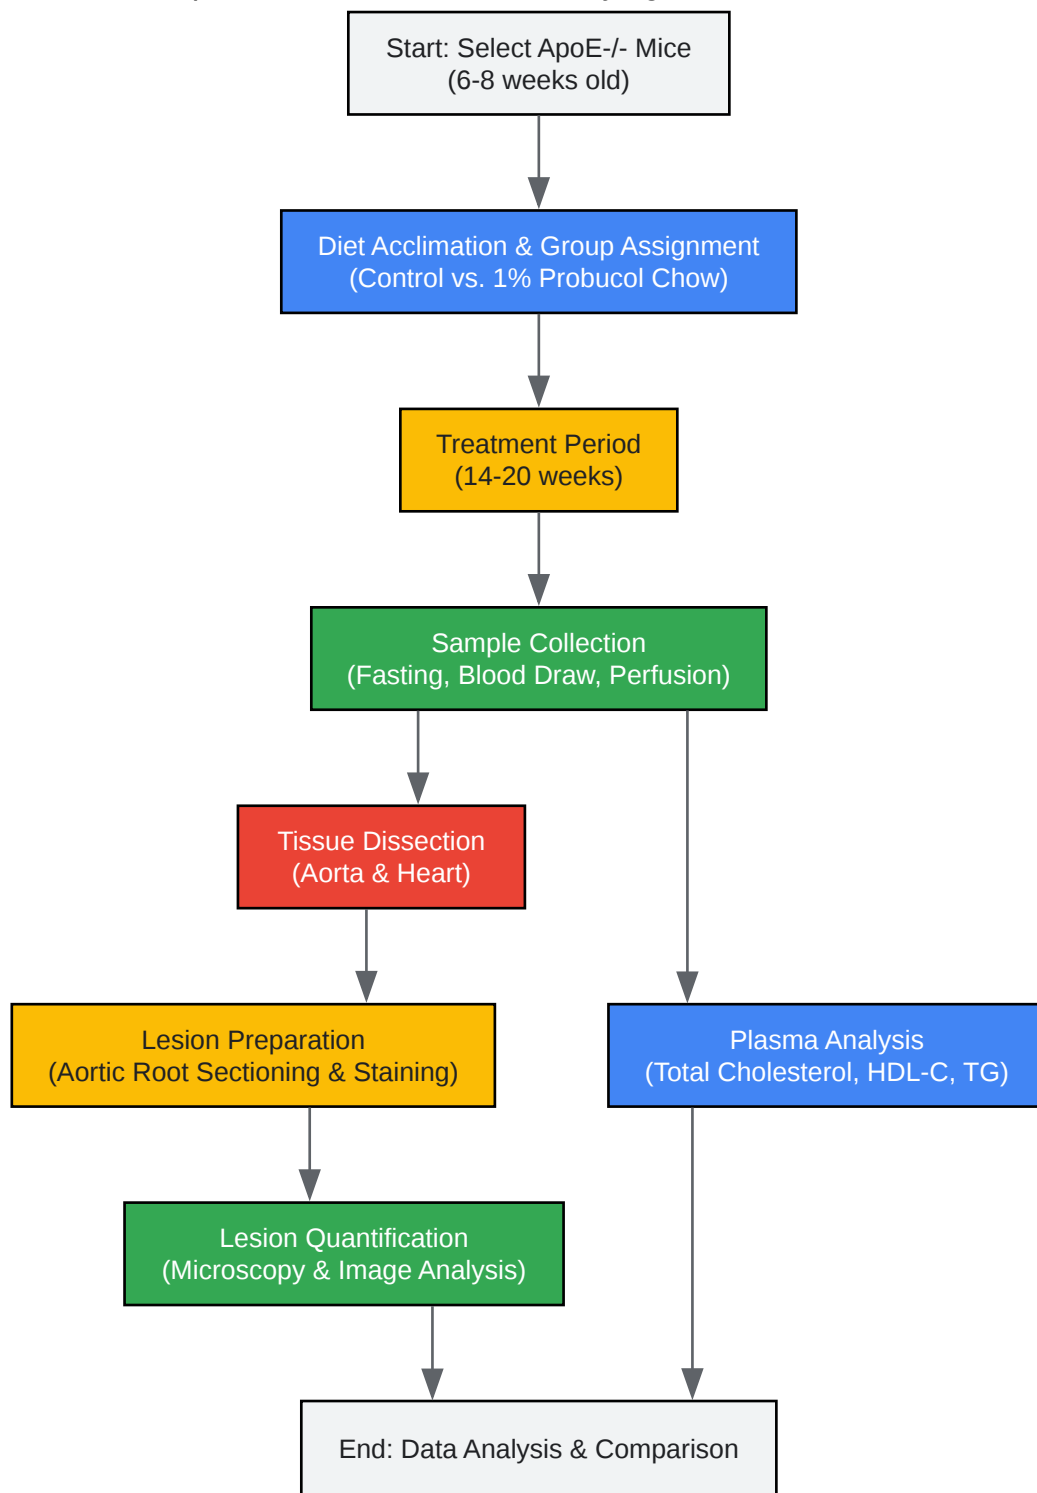 Start: Select ApoE-/- Mice
(6-8 weeks old)
Diet Acclimation & Group Assignment
(Control vs. 1% Probucol Chow)
Treatment Period
(14-20 weeks)
Sample Collection
(Fasting, Blood Draw, Perfusion)
Tissue Dissection
(Aorta & Heart)
Lesion Preparation
(Aortic Root Sectioning & Staining)
Plasma Analysis
(Total Cholesterol, HDL-C, TG)
Lesion Quantification
(Microscopy & Image Analysis)
End: Data Analysis & Comparison